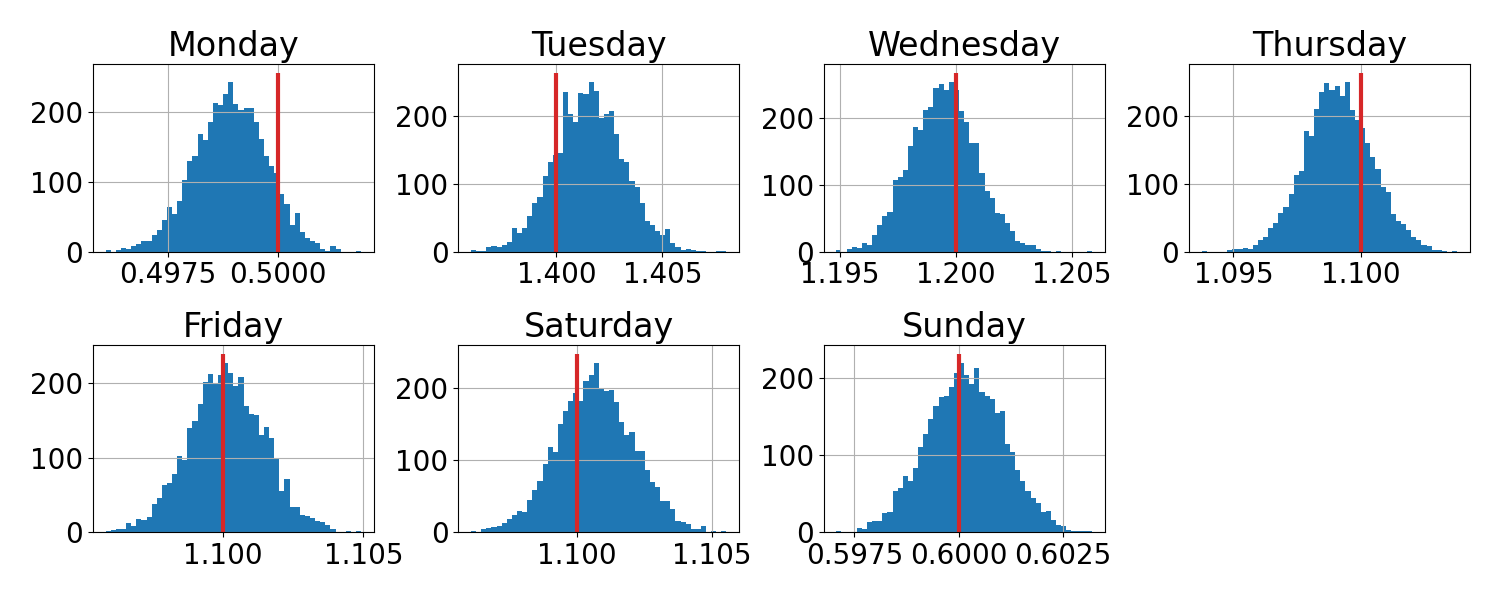 Monday Tuesday Wednesday Thursday
200 200 200 200
100 100 100 100
0 0 0 0
0.4975 0.5000 1.400 1.405 1.195 1.200 1.205 1.095 1.100
Friday Saturday Sunday
200 200 200
100 100 100
0 0 0
1.100 1.105 1.100 1.105 0.5975 0.6000 0.6025